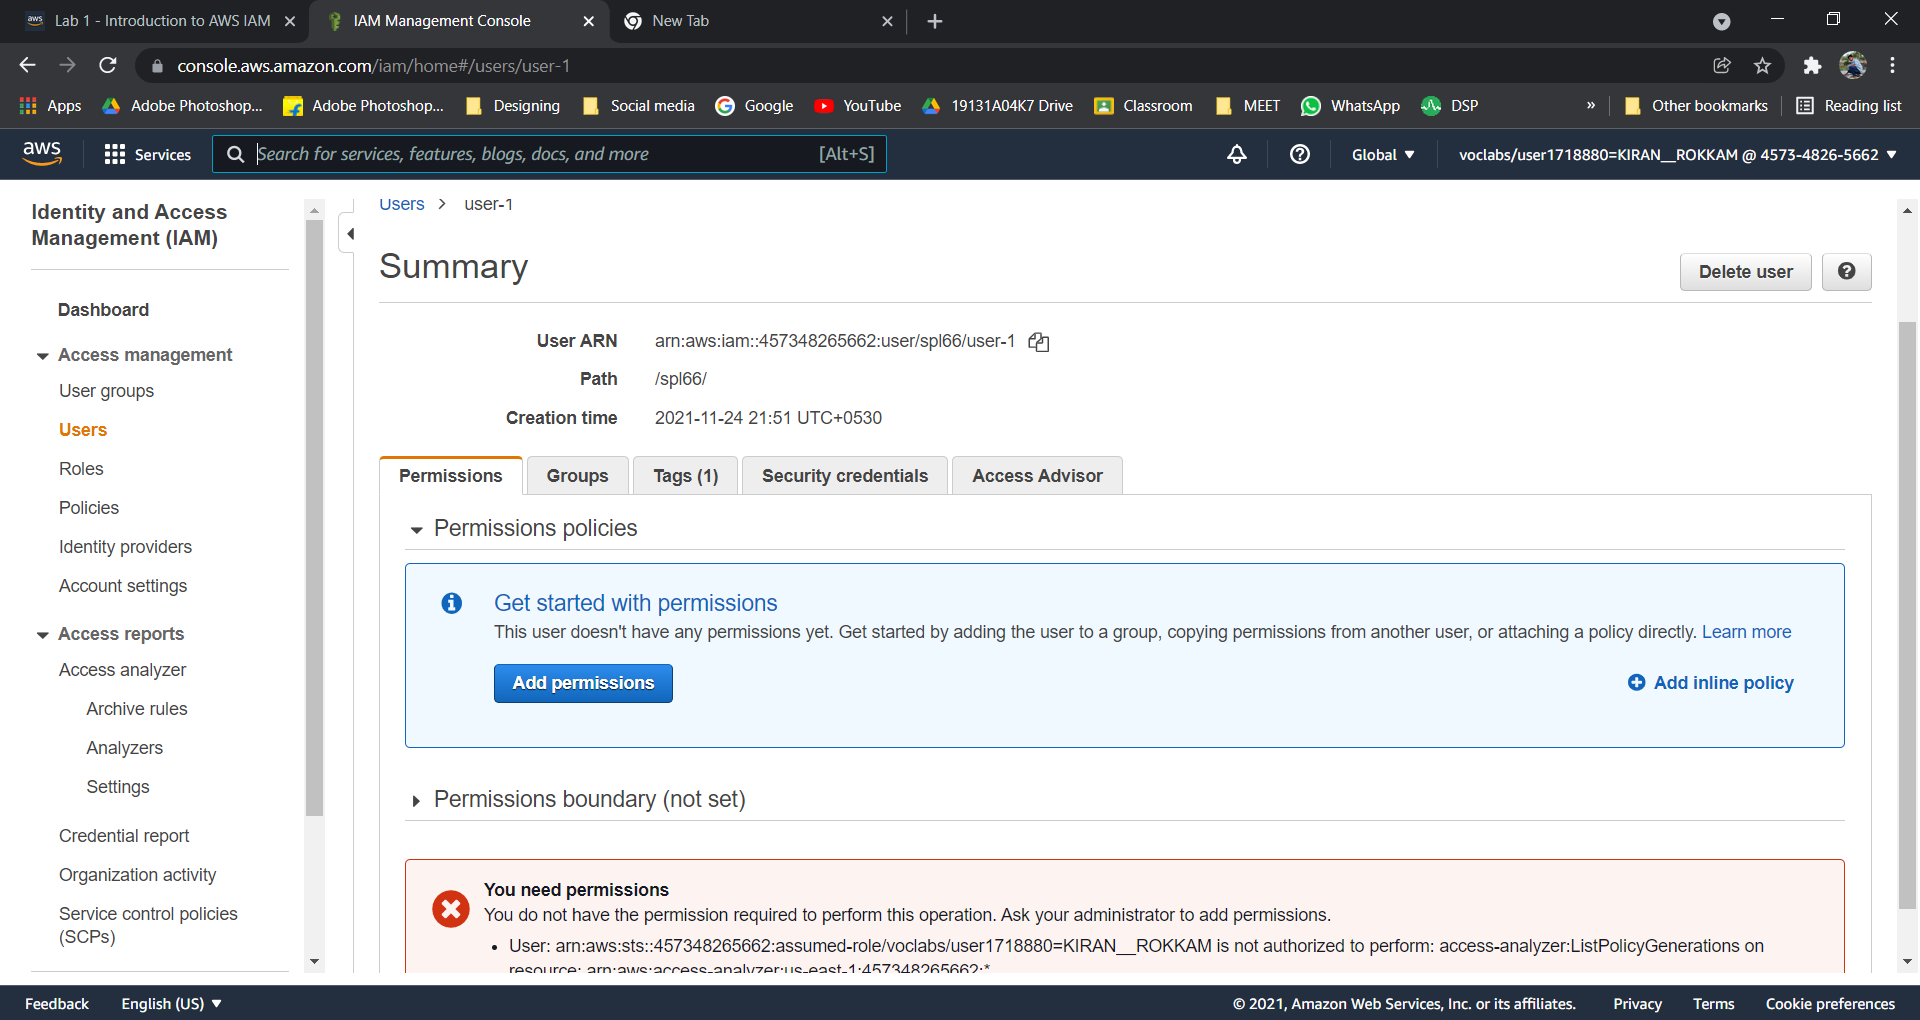 Lab 1 - Introduction to AWS IAM
IAM Management Console
New Tab
console.aws.amazon.com/iam/home#/users/user-1
Apps
Adobe Photoshop...
Adobe Photoshop...
Designing
Social media
Google
YouTube
19131A04K7 Drive
Classroom
MEET
WhatsApp
DSP
»
Other bookmarks
Reading list
aws
Services
Search for services, features, blogs, docs, and more
[Alt+S]
Global
voclabs/user1718880=KIRAN__ROKKAM @ 4573-4826-5662
Identity and Access
Management (IAM)
Dashboard
Access management
User groups
Users
Roles
Policies
Identity providers
Account settings
Access reports
Access analyzer
Archive rules
Analyzers
Settings
Credential report
Organization activity
Service control policies
(SCPs)
Users > user-1
Summary
Delete user
User ARN arn:aws:iam::457348265662:user/spl66/user-1
Path /spl66/
Creation time 2021-11-24 21:51 UTC+0530
Permissions
Groups
Tags (1)
Security credentials
Access Advisor
Permissions policies
Get started with permissions
This user doesn't have any permissions yet. Get started by adding the user to a group, copying permissions from another user, or attaching a policy directly. Learn more
Add permissions
Add inline policy
Permissions boundary (not set)
You need permissions
You do not have the permission required to perform this operation. Ask your administrator to add permissions.
• User: arn:aws:sts::457348265662:assumed-role/voclabs/user1718880=KIRAN__ROKKAM is not authorized to perform: access-analyzer:ListPolicyGenerations on
resource: arn:aws:access-analyzer:us-east-1:457348265662:*
Feedback
English (US)
© 2021, Amazon Web Services, Inc. or its affiliates.
Privacy
Terms
Cookie preferences